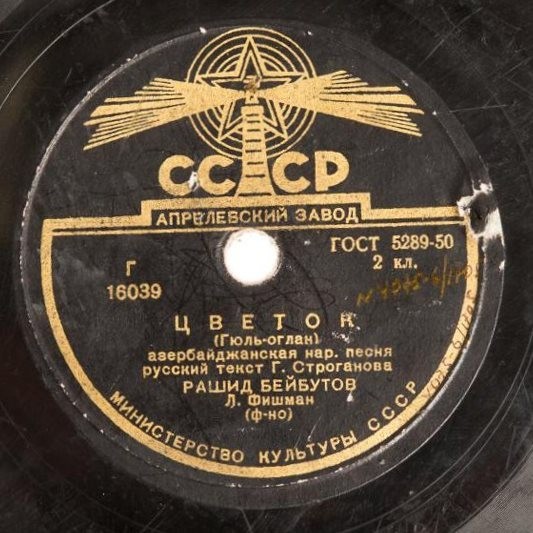 СССР
АПРЕЛЕВСКИЙ ЗАВОД
Г
16039
ГОСТ 5289-50
2 кл.
ЦВЕТОК
(Гюль-оглан)
азербайджанская нар. песня
русский текст Г. Строганова
РАШИД БЕЙБУТОВ
Л. Фишман
(ф-но)
МИНИСТЕРСТВО КУЛЬТУРЫ СССР